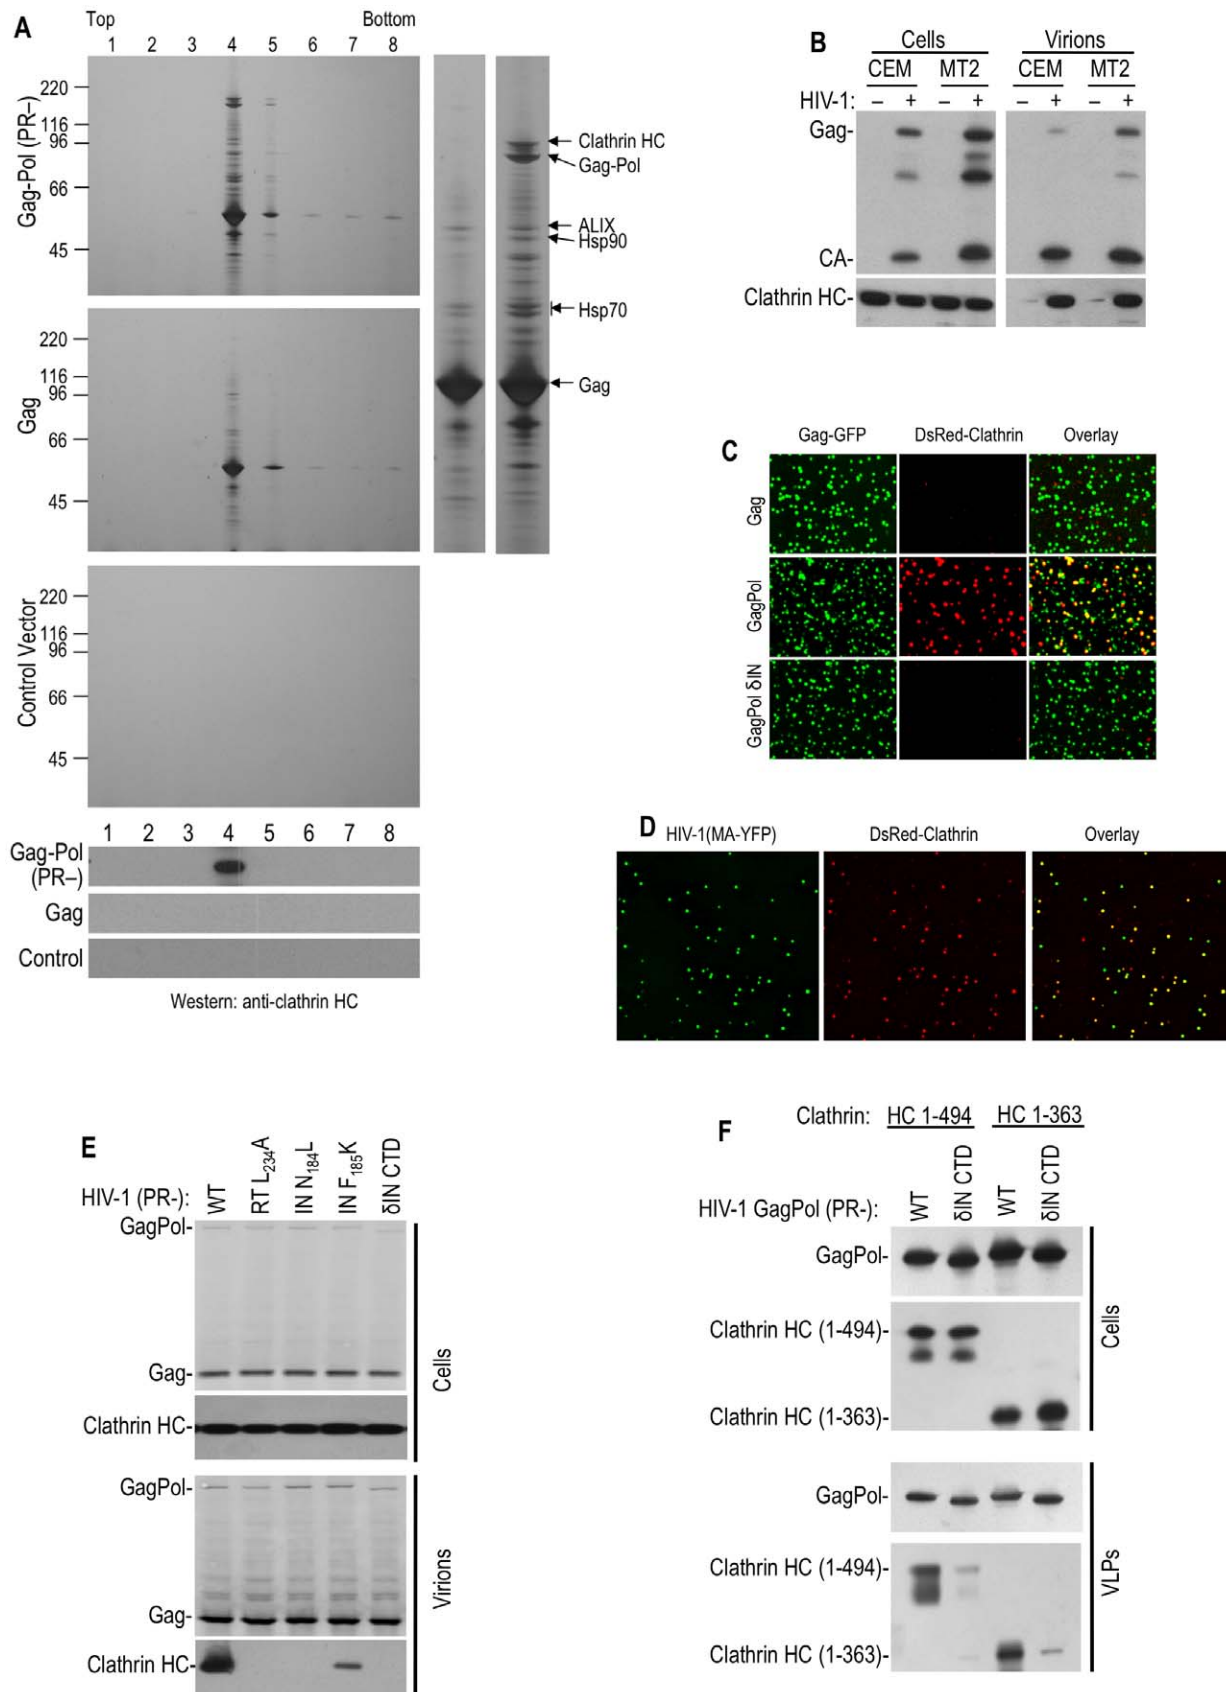 A
Top Bottom
1 2 3 4 5 6 7 8
Gag-Pol (PR–)
220
116
96
66
45
Gag
220
116
96
66
45
Control Vector
220
116
96
66
45
Clathrin HC
Gag-Pol
ALIX
Hsp90
Hsp70
Gag
1 2 3 4 5 6 7 8
Gag-Pol
(PR–)
Gag
Control
Western: anti-clathrin HC
B
Cells Virions
CEM MT2 CEM MT2
HIV-1: – + – + – + – +
Gag-
CA-
Clathrin HC-
C
Gag-GFP DsRed-Clathrin Overlay
Gag
GagPol
GagPol δIN
D
HIV-1(MA-YFP) DsRed-Clathrin Overlay
E
HIV-1 (PR-): WT RT L234A IN N184L IN F185K δIN CTD
GagPol-
Gag-
Clathrin HC-
Cells
GagPol-
Gag-
Clathrin HC-
Virions
F
Clathrin: HC 1-494 HC 1-363
HIV-1 GagPol (PR-): WT δIN CTD WT δIN CTD
GagPol-
Clathrin HC (1-494)-
Clathrin HC (1-363)-
Cells
GagPol-
Clathrin HC (1-494)-
Clathrin HC (1-363)-
VLPs